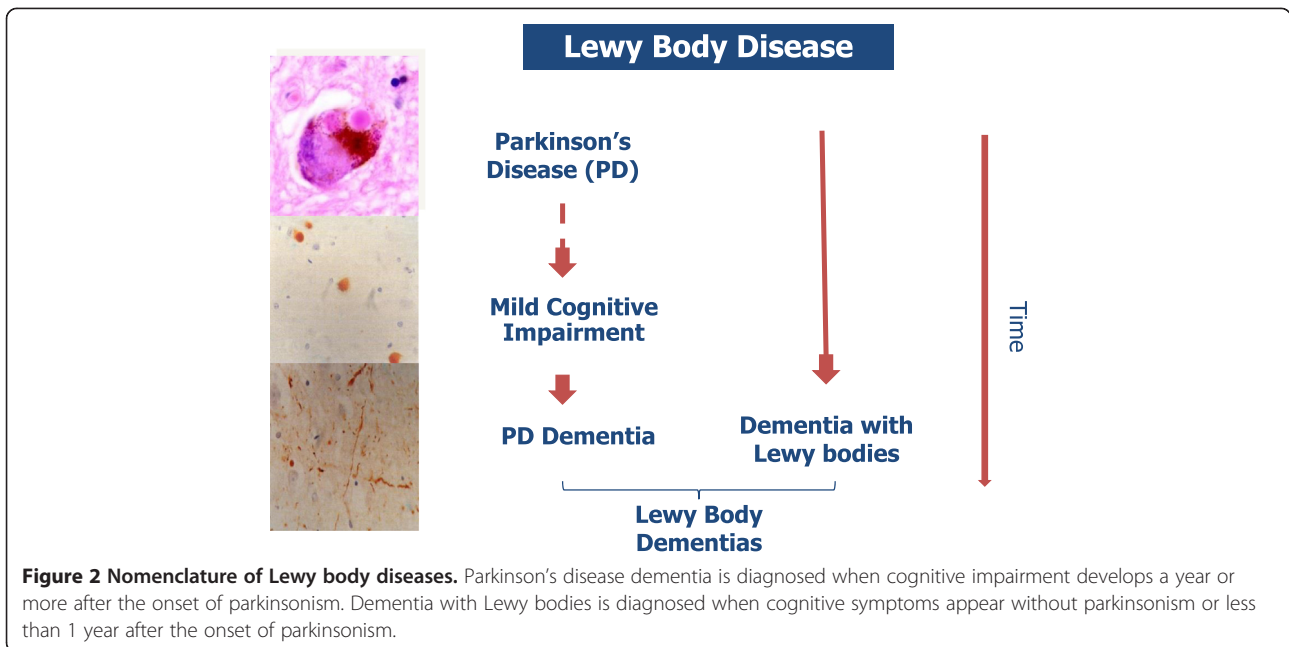 Lewy Body Disease
Parkinson's
Disease (PD)
Mild Cognitive
Impairment
PD Dementia
Dementia with
Lewy bodies
Time
Lewy Body
Dementias
Figure 2 Nomenclature of Lewy body diseases. Parkinson's disease dementia is diagnosed when cognitive impairment develops a year or
more after the onset of parkinsonism. Dementia with Lewy bodies is diagnosed when cognitive symptoms appear without parkinsonism or less
than 1 year after the onset of parkinsonism.